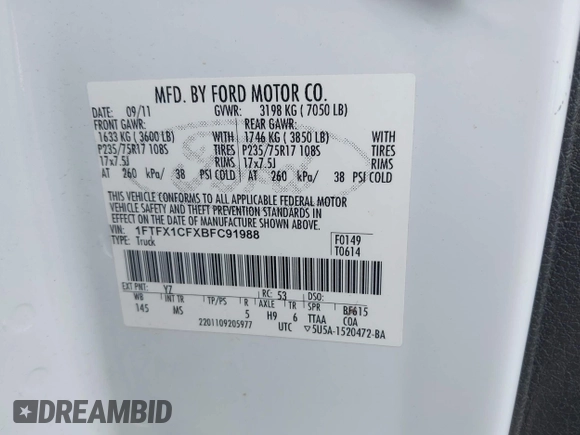 MFD. BY FORD MOTOR CO.
DATE: 09/11 GVWR: 3198 KG ( 7050 LB)
FRONT GAWR: REAR GAWR:
1633 KG ( 3600 LB) WITH 1746 KG ( 3850 LB) WITH
P235/75R17 108S TIRES P235/75R17 108S TIRES
17x7.5J RIMS 17x7.5J RIMS
AT 260 kPa/ 38 PSI COLD AT 260 kPa/ 38 PSI COLD
THIS VEHICLE CONFORMS TO ALL APPLICABLE FEDERAL MOTOR
VEHICLE SAFETY AND THEFT PREVENTION STANDARDS IN
EFFECT ON THE DATE OF MANUFACTURE SHOWN ABOVE.
VIN: 1FTFX1CFXBFC91988 F0149
TYPE: Truck T0614
EXT PNT: YZ RC: 53 DSO:
WB INT TR TP/PS R AXLE TR SPR BF615
145 MS 5 H9 6 TTAA COA
2201109205977 UTC ▽5U5A-1520472-BA
DREAMBID